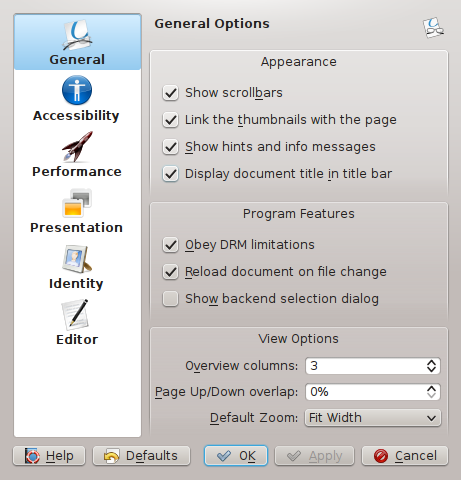 General
Accessibility
Performance
Presentation
Identity
Editor
General Options
Appearance
Show scrollbars
Link the thumbnails with the page
Show hints and info messages
Display document title in title bar
Program Features
Obey DRM limitations
Reload document on file change
Show backend selection dialog
View Options
Overview columns: 3
Page Up/Down overlap: 0%
Default Zoom: Fit Width
Help Defaults OK Apply Cancel